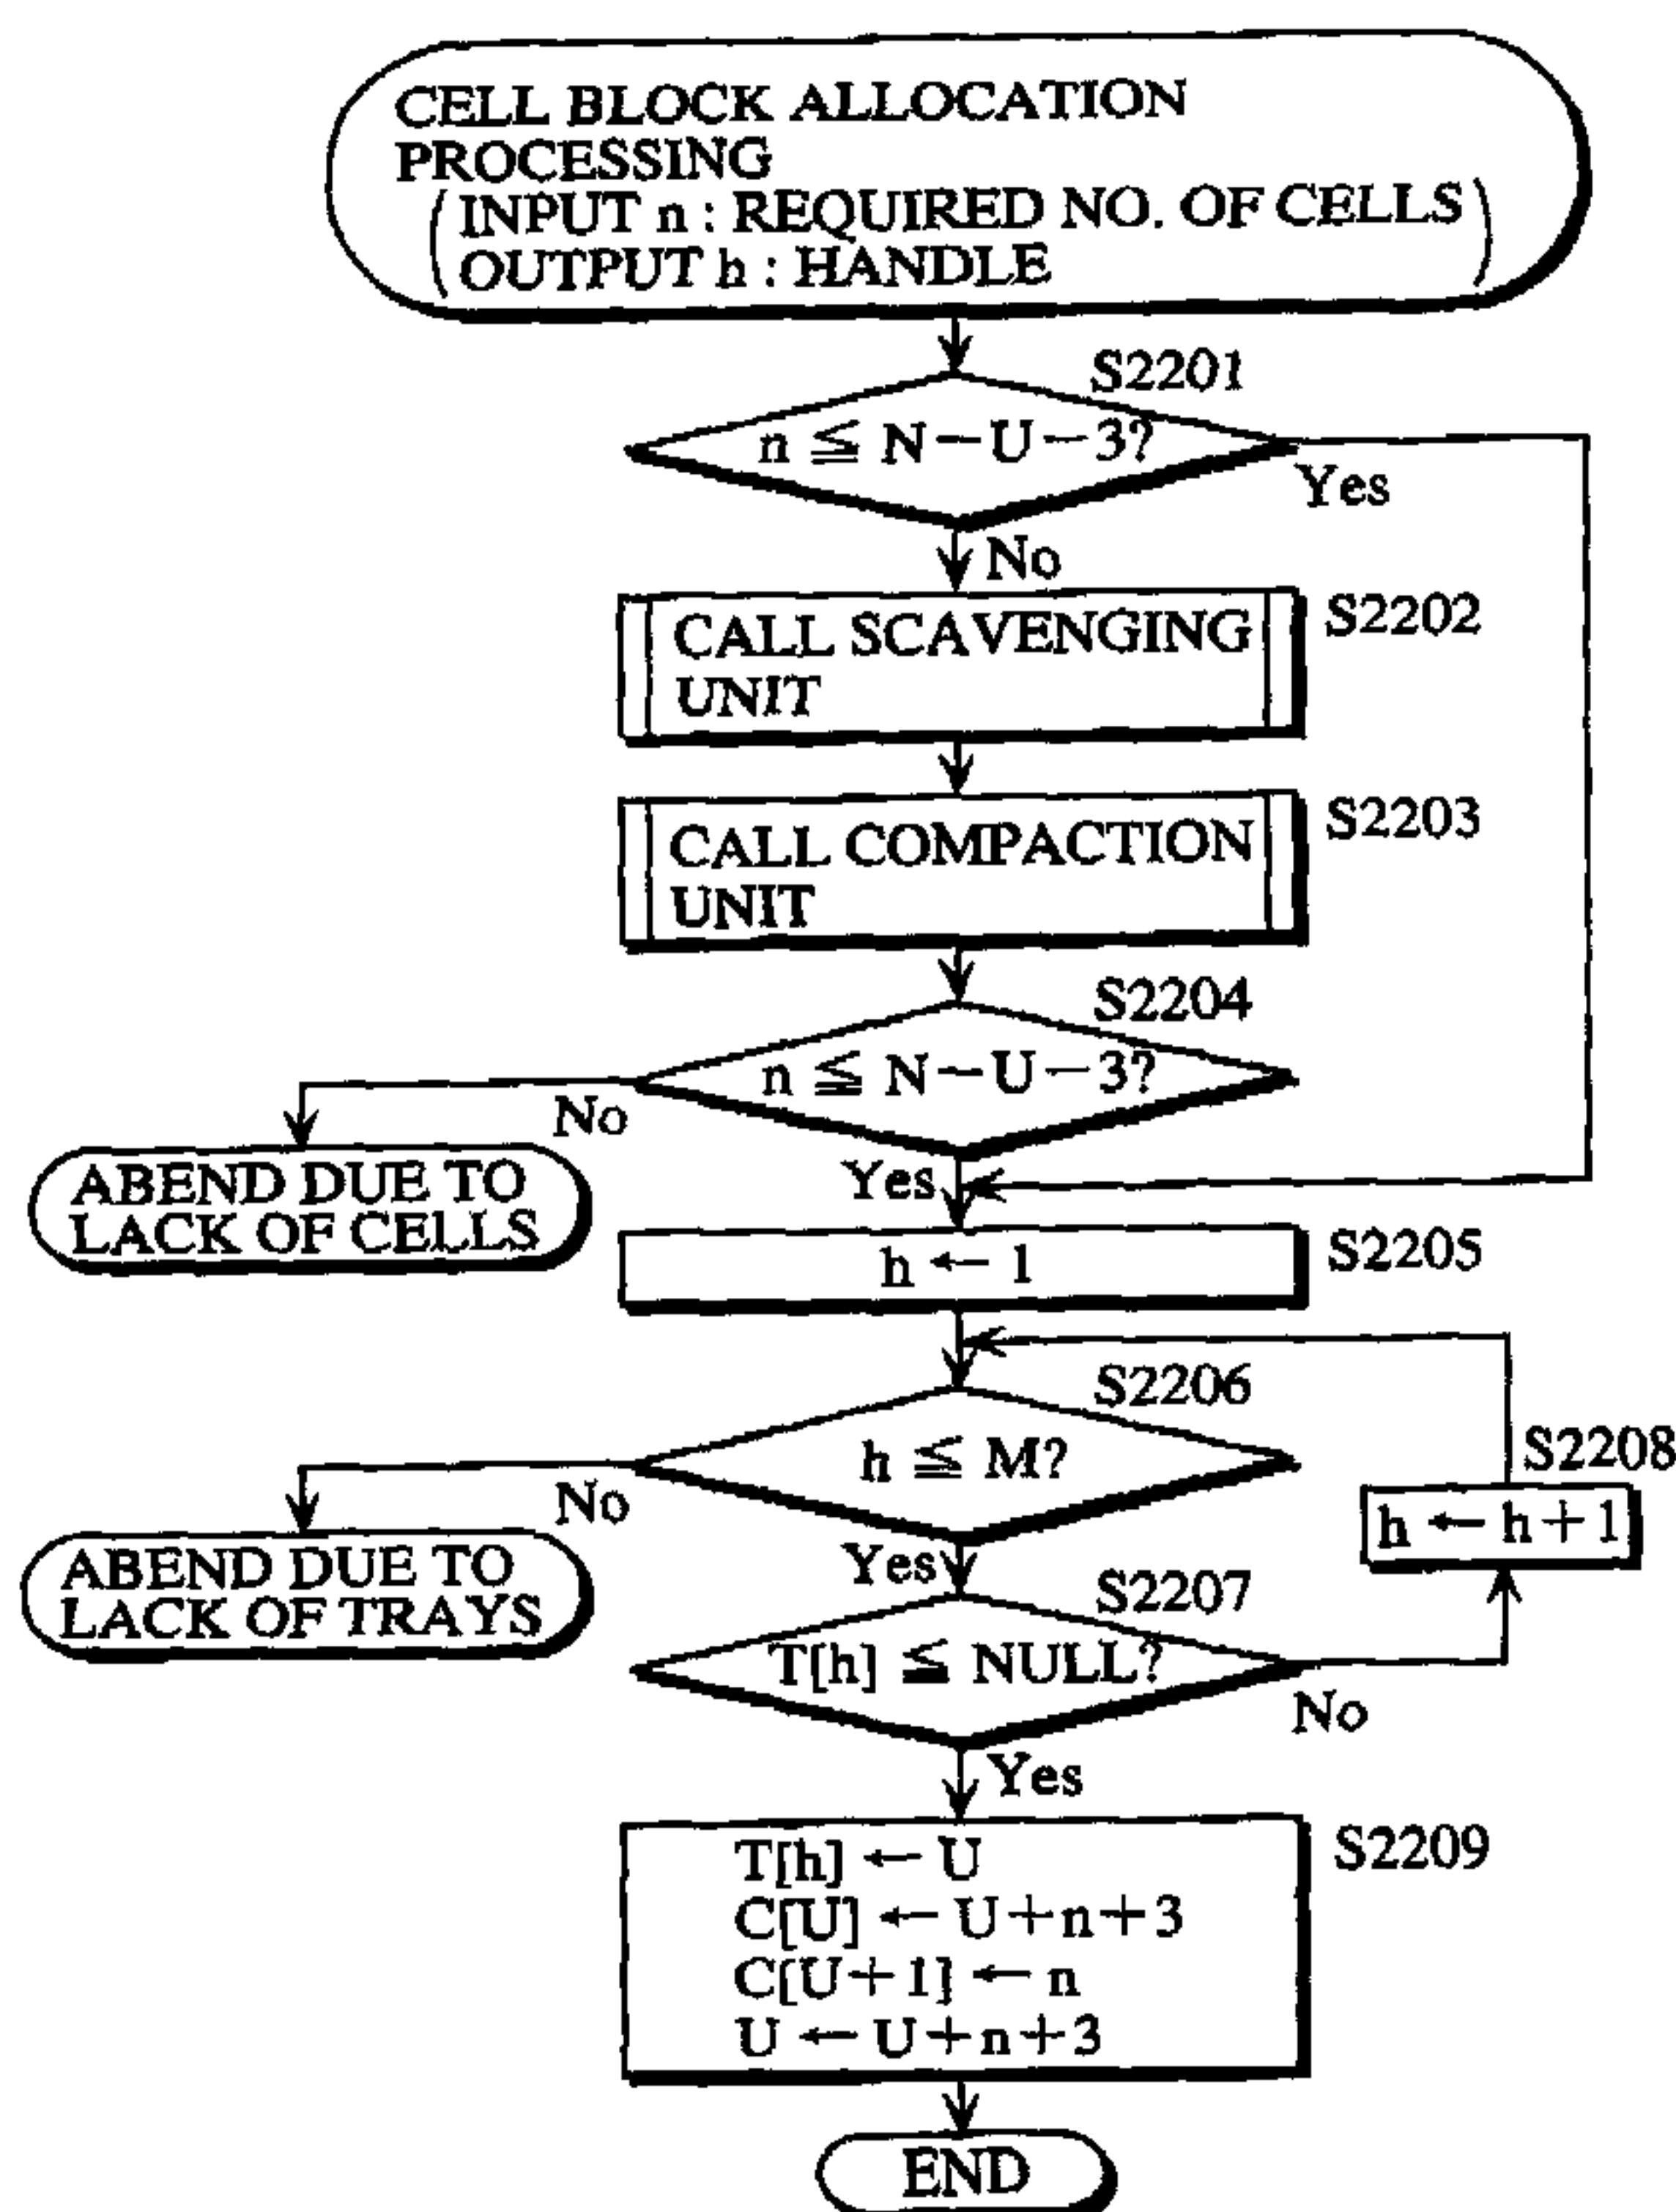 CELL BLOCK ALLOCATION
PROCESSING
( INPUT n : REQUIRED NO. OF CELLS )
( OUTPUT h : HANDLE )
S2201
n ≦ N−U−3?
Yes
No
CALL SCAVENGING
UNIT
S2202
CALL COMPACTION
UNIT
S2203
S2204
n ≦ N−U−3?
No
Yes
ABEND DUE TO
LACK OF CELLS
h ← 1
S2205
S2206
h ≦ M?
S2208
h ← h+1
No
Yes
ABEND DUE TO
LACK OF TRAYS
S2207
T[h] ≦ NULL?
No
Yes
S2209
T[h] ← U
C[U] ← U+n+3
C[U+1] ← n
U ← U+n+3
END